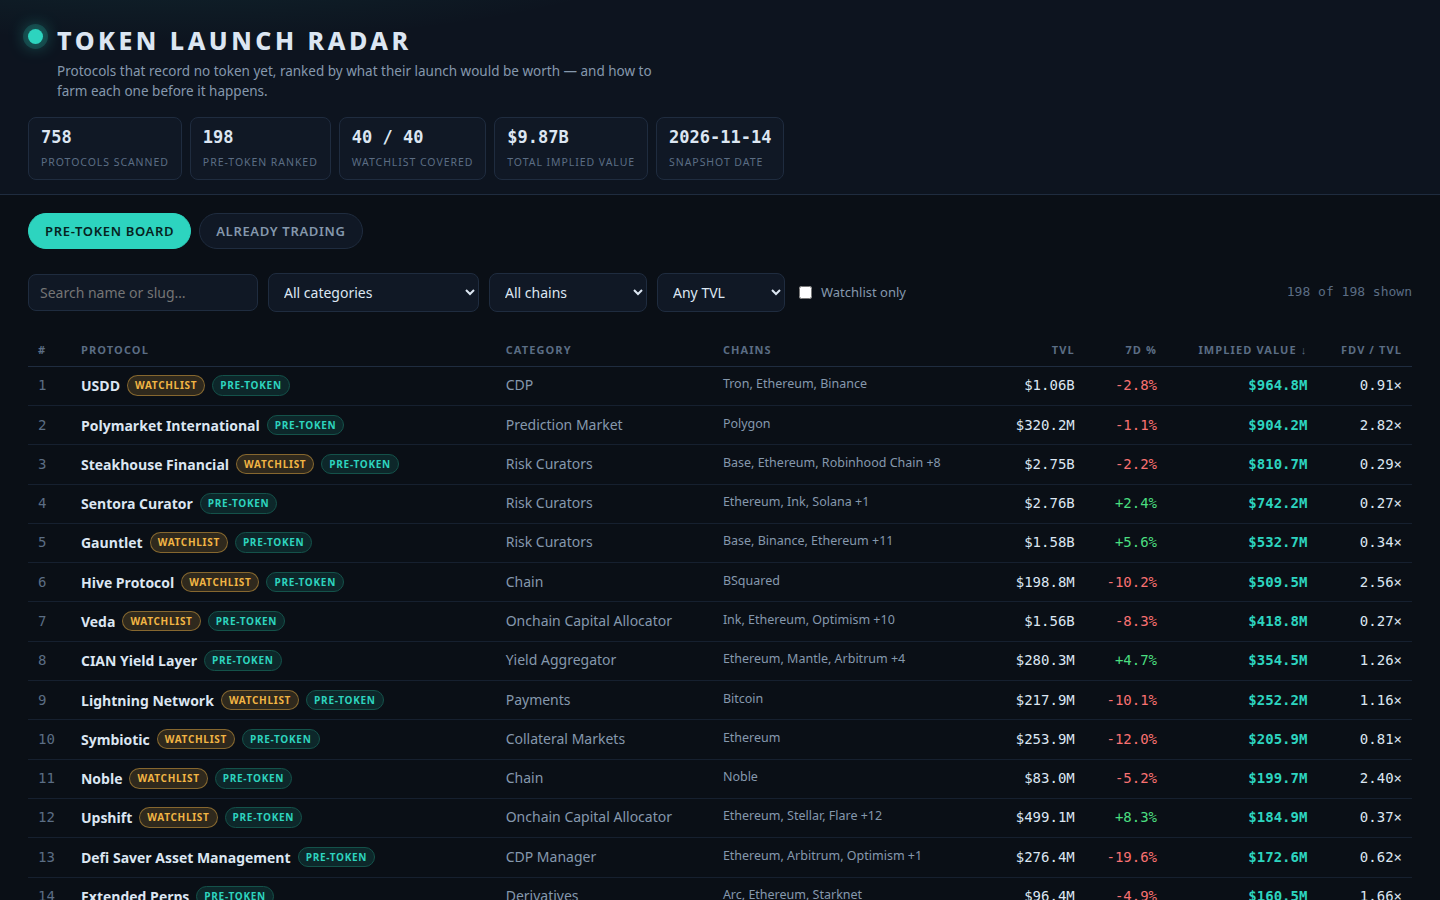 TOKEN LAUNCH RADAR
Protocols that record no token yet, ranked by what their launch would be worth — and how to
farm each one before it happens.
758 198 40 / 40 $9.87B 2026-11-14
PROTOCOLS SCANNED PRE-TOKEN RANKED WATCHLIST COVERED TOTAL IMPLIED VALUE SNAPSHOT DATE
PRE-TOKEN BOARD ALREADY TRADING
Search name or slug... All categories All chains Any TVL Watchlist only 198 of 198 shown
# PROTOCOL CATEGORY CHAINS TVL 7D % IMPLIED VALUE ↓ FDV / TVL
1 USDD WATCHLIST PRE-TOKEN CDP Tron, Ethereum, Binance $1.06B -2.8% $964.8M 0.91×
2 Polymarket International PRE-TOKEN Prediction Market Polygon $320.2M -1.1% $904.2M 2.82×
3 Steakhouse Financial WATCHLIST PRE-TOKEN Risk Curators Base, Ethereum, Robinhood Chain +8 $2.75B -2.2% $810.7M 0.29×
4 Sentora Curator PRE-TOKEN Risk Curators Ethereum, Ink, Solana +1 $2.76B +2.4% $742.2M 0.27×
5 Gauntlet WATCHLIST PRE-TOKEN Risk Curators Base, Binance, Ethereum +11 $1.58B +5.6% $532.7M 0.34×
6 Hive Protocol WATCHLIST PRE-TOKEN Chain BSquared $198.8M -10.2% $509.5M 2.56×
7 Veda WATCHLIST PRE-TOKEN Onchain Capital Allocator Ink, Ethereum, Optimism +10 $1.56B -8.3% $418.8M 0.27×
8 CIAN Yield Layer PRE-TOKEN Yield Aggregator Ethereum, Mantle, Arbitrum +4 $280.3M +4.7% $354.5M 1.26×
9 Lightning Network WATCHLIST PRE-TOKEN Payments Bitcoin $217.9M -10.1% $252.2M 1.16×
10 Symbiotic WATCHLIST PRE-TOKEN Collateral Markets Ethereum $253.9M -12.0% $205.9M 0.81×
11 Noble WATCHLIST PRE-TOKEN Chain Noble $83.0M -5.2% $199.7M 2.40×
12 Upshift WATCHLIST PRE-TOKEN Onchain Capital Allocator Ethereum, Stellar, Flare +12 $499.1M +8.3% $184.9M 0.37×
13 Defi Saver Asset Management PRE-TOKEN CDP Manager Ethereum, Arbitrum, Optimism +1 $276.4M -19.6% $172.6M 0.62×
14 Extended Perps PRE-TOKEN Derivatives Arc, Ethereum, Starknet $96.4M -4.9% $160.5M 1.66×